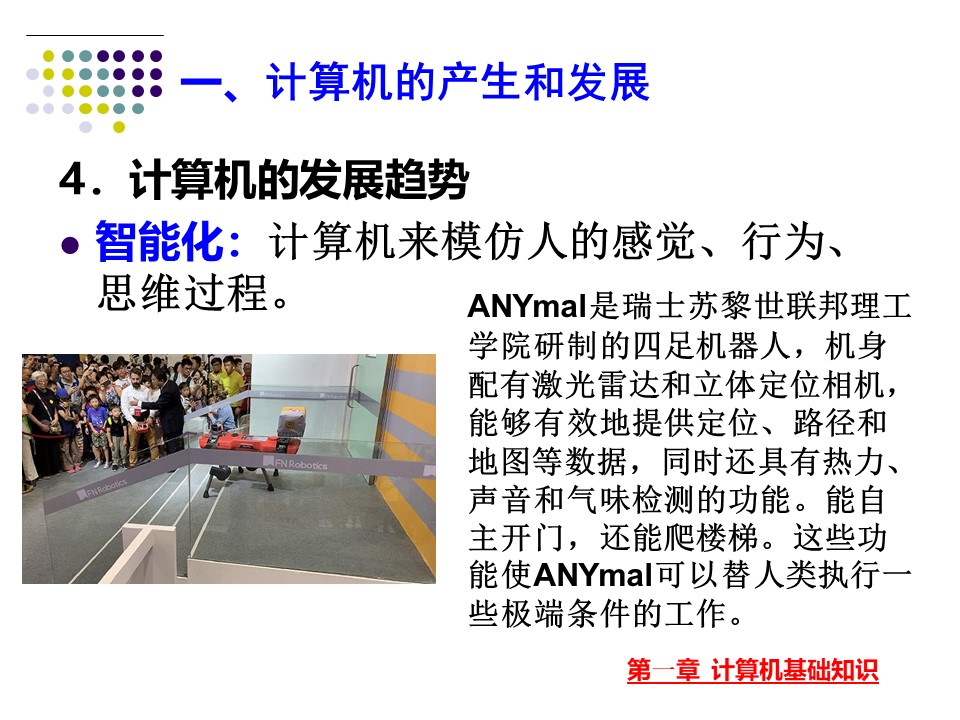 一、计算机的产生和发展
4．计算机的发展趋势
智能化：计算机来模仿人的感觉、行为、
思维过程。
ANYmal是瑞士苏黎世联邦理工
学院研制的四足机器人，机身
配有激光雷达和立体定位相机，
能够有效地提供定位、路径和
地图等数据，同时还具有热力、
声音和气味检测的功能。能自
主开门，还能爬楼梯。这些功
能使ANYmal可以替人类执行一
些极端条件的工作。
FN Robotics
FN Robotics
第一章 计算机基础知识